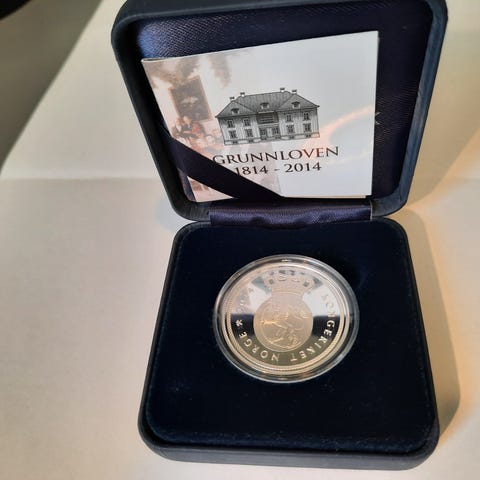 GRUNNLOVEN
1814 - 2014
KONGERIKET NORGE